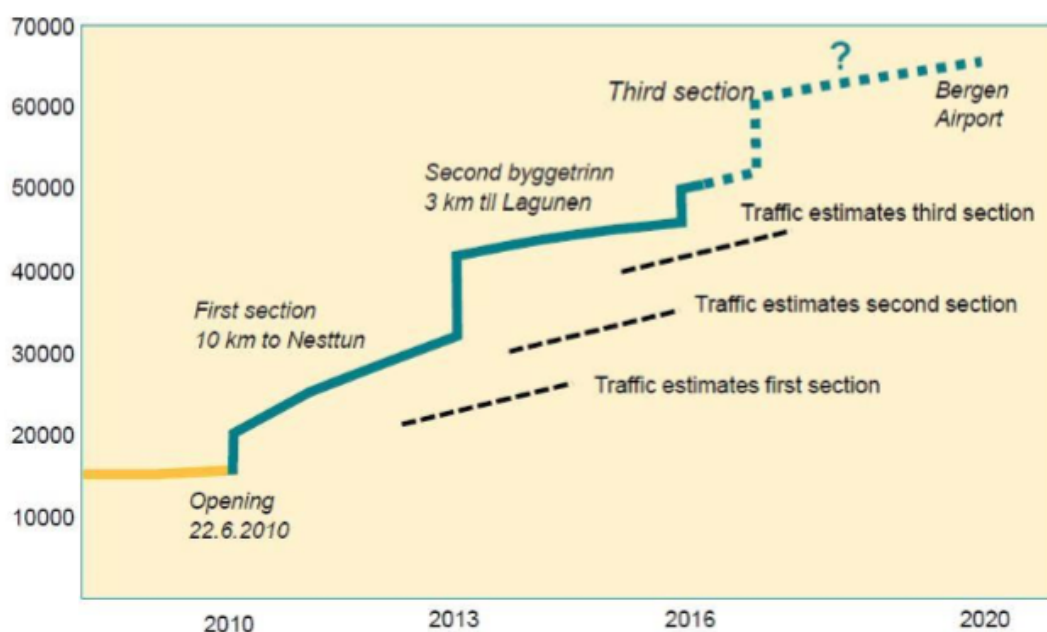 70000
60000
50000
40000
30000
20000
10000
?
Third section
Bergen
Airport
Second byggetrinn
3 km til Lagunen
Traffic estimates third section
First section
10 km to Nesttun
Traffic estimates second section
Traffic estimates first section
Opening
22.6.2010
2010
2013
2016
2020